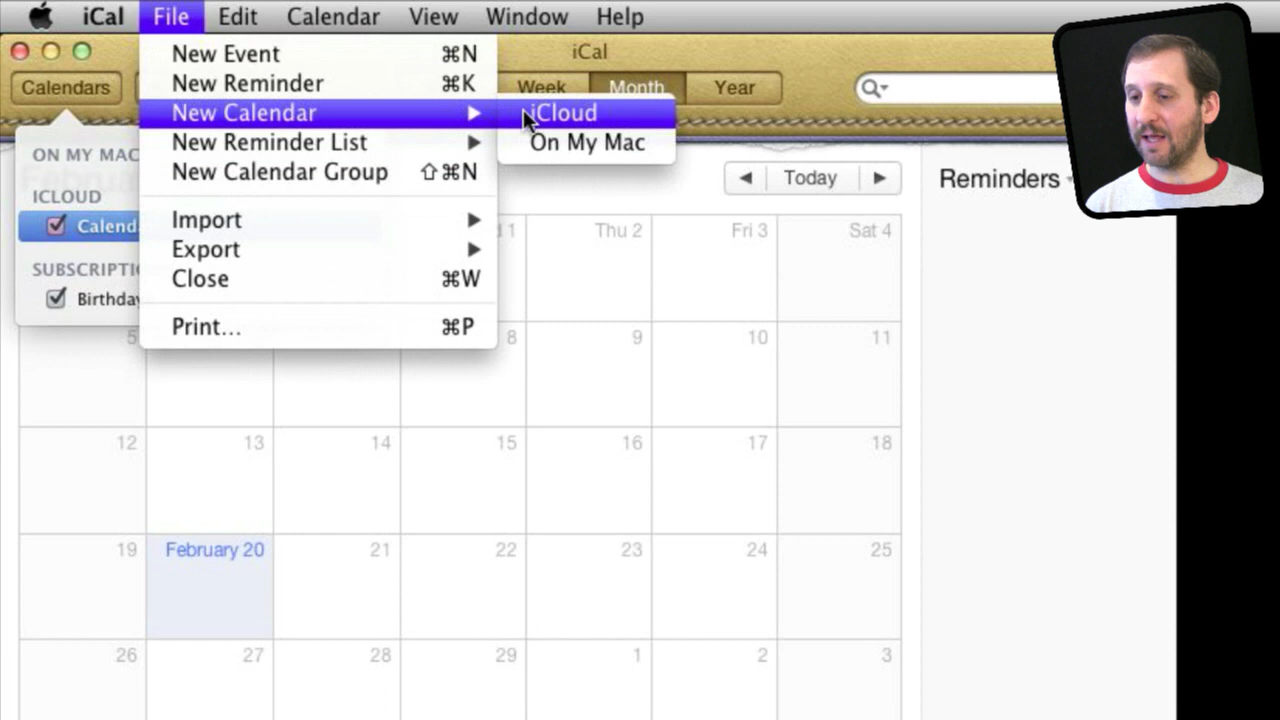 iCal File Edit Calendar View Window Help
iCal
Calendars Week Month Year
New Event ⌘N
New Reminder ⌘K
New Calendar ▶
iCloud
On My Mac
New Reminder List ▶
New Calendar Group ⇧⌘N
Import ▶
Export ▶
Close ⌘W
Print... ⌘P
ON MY MAC
ICLOUD
Calend
SUBSCRIPTI
Birthday
◀ Today ▶
Reminders
1 Thu 2 Fri 3 Sat 4
5 8 9 10 11
12 13 14 15 16 17 18
19 February 20 21 22 23 24 25
26 27 28 29 1 2 3